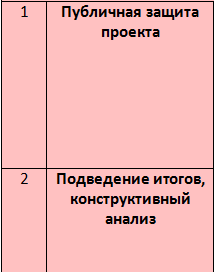 1 Публичная защита
проекта
2 Подведение итогов,
конструктивный
анализ